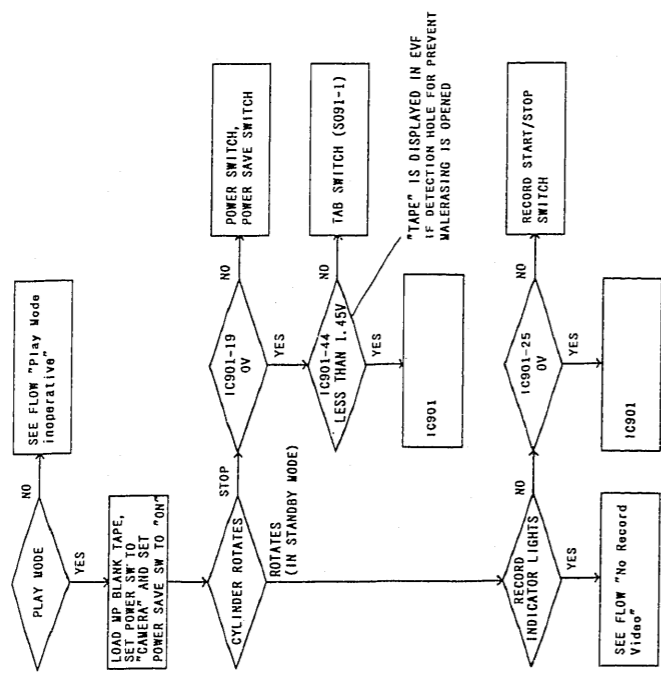 PLAY MODE
NO
SEE FLOW "Play Mode
inoperative"
YES
LOAD MP BLANK TAPE,
SET POWER SW TO
"CAMERA" AND SET
POWER SAVE SW TO "ON"
CYLINDER ROTATES
STOP
IC901-19
0V
NO
POWER SWITCH,
POWER SAVE SWITCH
YES
IC901-44
LESS THAN 1.45V
NO
TAB SWITCH (S091-1)
YES
IC901
"TAPE" IS DISPLAYED IN EVF
IF DETECTION HOLE FOR PREVENT
MALERASING IS OPENED
ROTATES
(IN STANDBY MODE)
RECORD
INDICATOR LIGHTS
NO
IC901-25
0V
NO
RECORD START/STOP
SWITCH
YES
IC901
YES
SEE FLOW "No Record
Video"